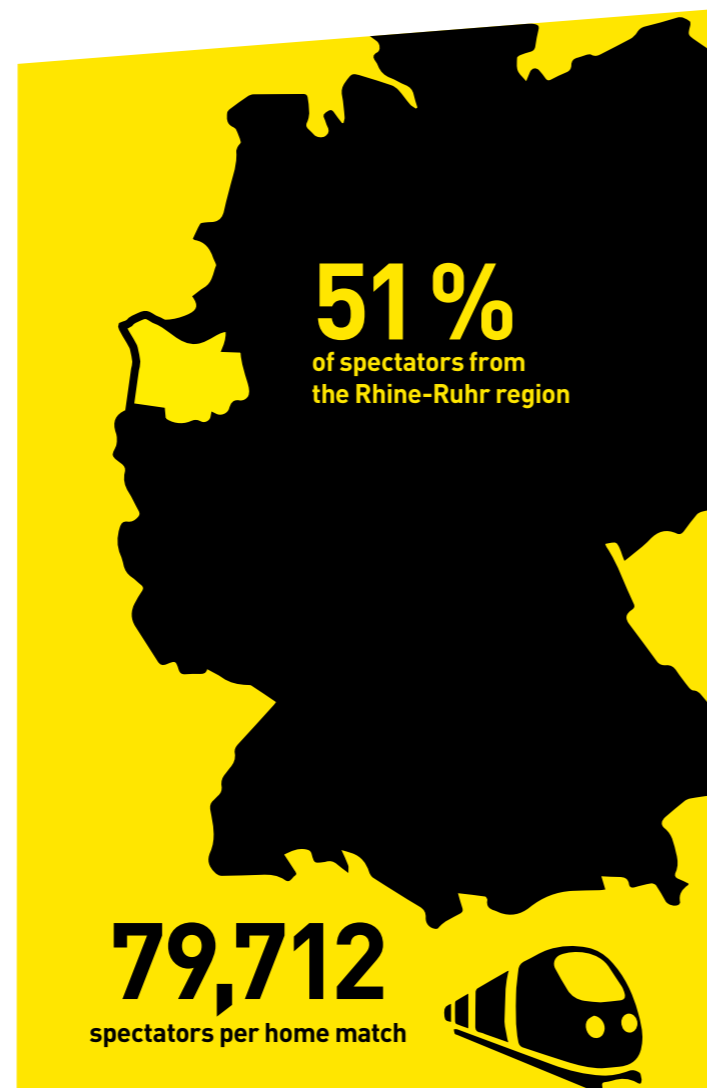 51 %
of spectators from
the Rhine-Ruhr region
79,712
spectators per home match